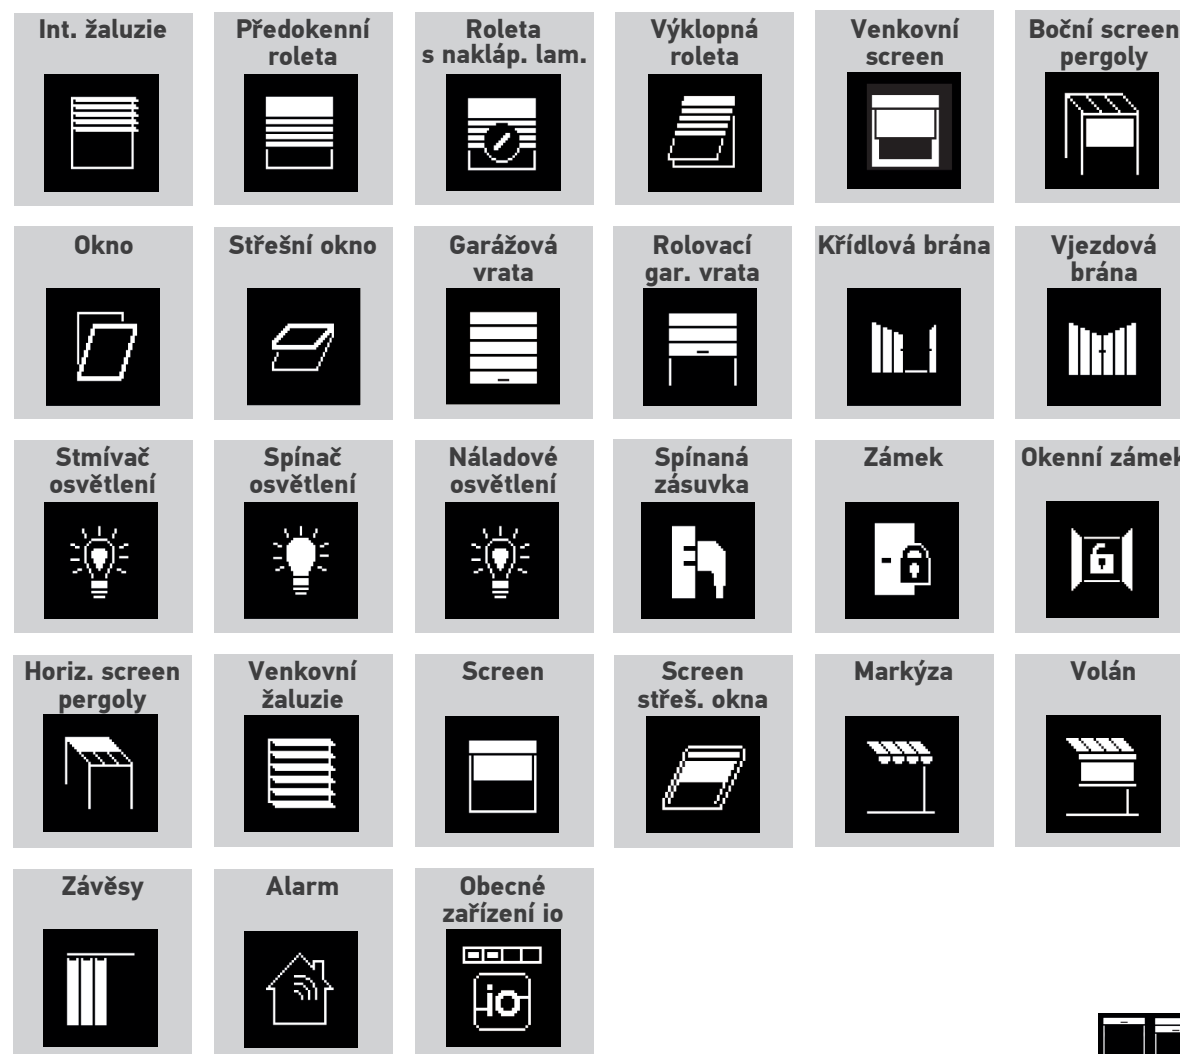 Int. žaluzie
Předokenní
roleta
Roleta
s nakláp. lam.
Výklopná
roleta
Venkovní
screen
Boční screen
pergoly
Okno
Střešní okno
Garážová
vrata
Rolovací
gar. vrata
Křídlová brána
Vjezdová
brána
Stmívač
osvětlení
Spínač
osvětlení
Náladové
osvětlení
Spínaná
zásuvka
Zámek
Okenní zámek
Horiz. screen
pergoly
Venkovní
žaluzie
Screen
Screen
střeš. okna
Markýza
Volán
Závěsy
Alarm
Obecné
zařízení io
io